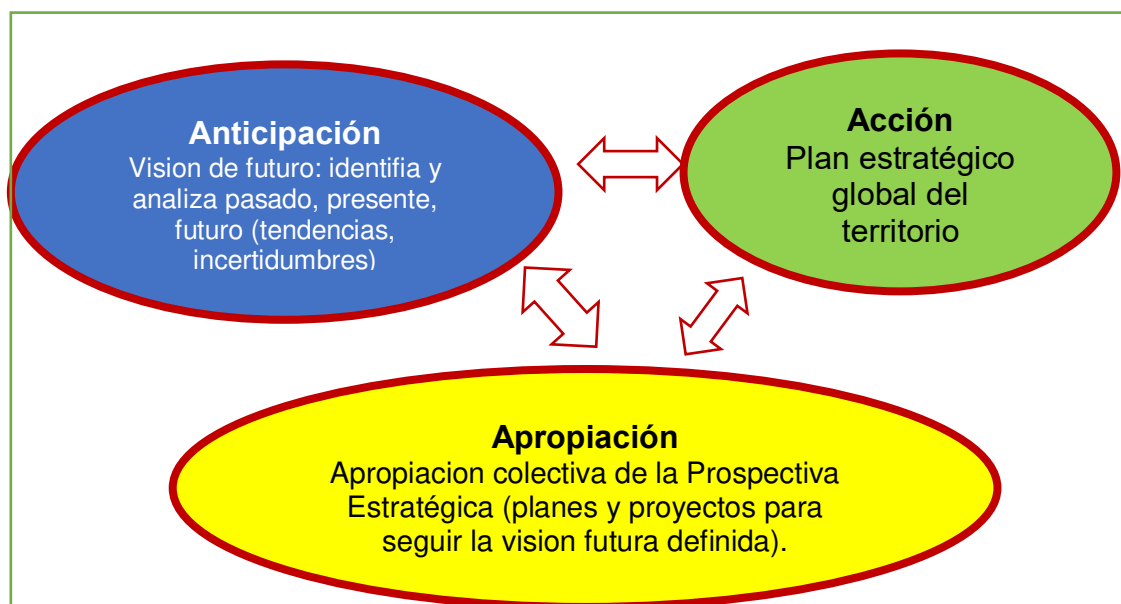 Anticipación
Vision de futuro: identifia y
analiza pasado, presente,
futuro (tendencias,
incertidumbres)
Acción
Plan estratégico
global del
territorio
Apropiación
Apropiacion colectiva de la Prospectiva
Estratégica (planes y proyectos para
seguir la vision futura definida).